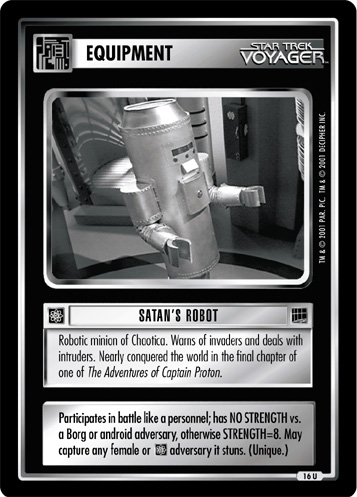 EQUIPMENT
STAR TREK
VOYAGER™
TM & © 2001 PAR. PIC. TM & © 2001 DECIPHER INC.
SATAN'S ROBOT
Robotic minion of Chaotica. Warns of invaders and deals with
intruders. Nearly conquered the world in the final chapter of
one of The Adventures of Captain Proton.
Participates in battle like a personnel; has NO STRENGTH vs.
a Borg or android adversary, otherwise STRENGTH=8. May
capture any female or adversary it stuns. (Unique.)
16 U